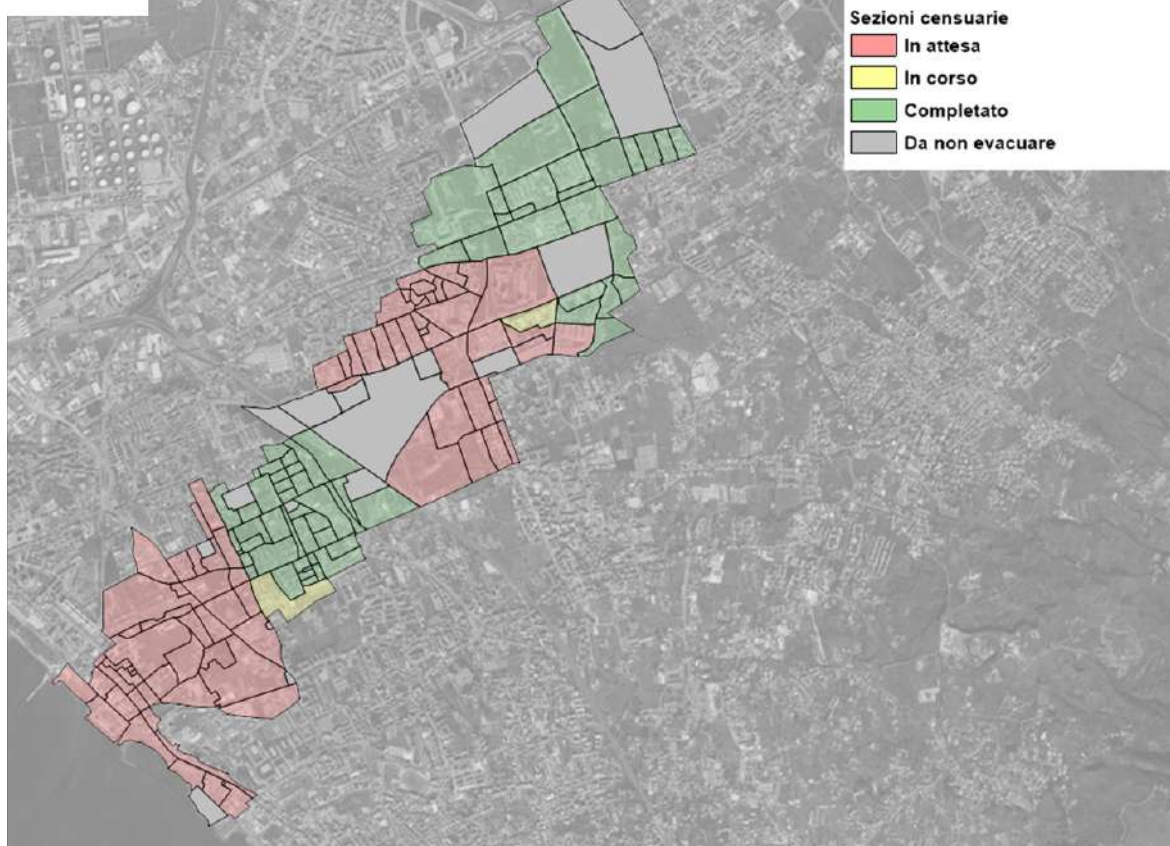 Sezioni censuarie
In attesa
In corso
Completato
Da non evacuare